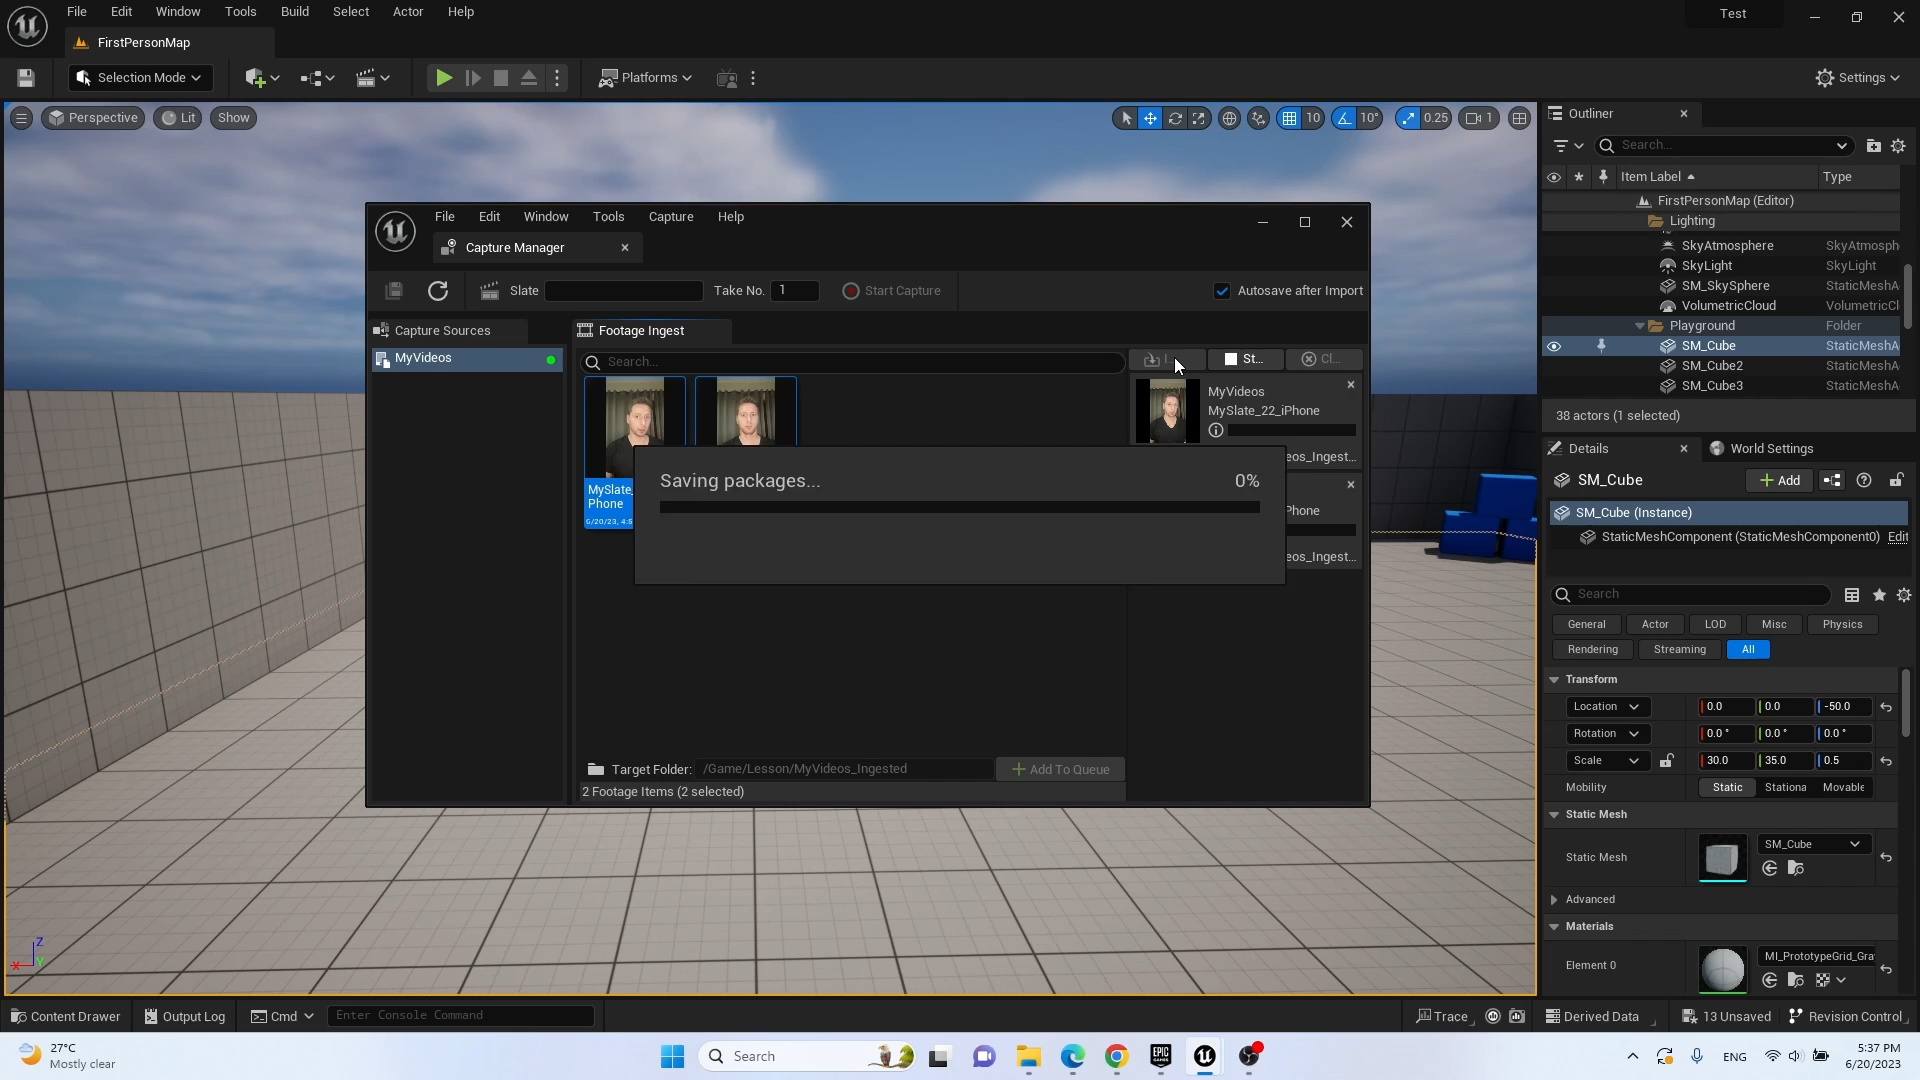 File Edit Window Tools Build Select Actor Help
Test
FirstPersonMap
Selection Mode
Platforms
Settings
Perspective
Lit
Show
10
10°
0.25
1
Outliner
Search...
Item Label
Type
FirstPersonMap (Editor)
Lighting
SkyAtmosphere SkyAtmosph
SkyLight SkyLight
SM_SkySphere StaticMeshA
VolumetricCloud VolumetricCl
Playground Folder
SM_Cube StaticMeshA
SM_Cube2 StaticMeshA
SM_Cube3 StaticMeshA
38 actors (1 selected)
File Edit Window Tools Capture Help
Capture Manager
Slate
Take No. 1
Start Capture
Autosave after Import
Capture Sources
MyVideos
Footage Ingest
Search...
I...
St...
Cl...
MySlate_
Phone
6/20/23, 4:5
MyVideos
MySlate_22_iPhone
eos_Ingest...
Phone
eos_Ingest...
Saving packages...
0%
Target Folder: /Game/Lesson/MyVideos_Ingested
Add To Queue
2 Footage Items (2 selected)
Details
World Settings
SM_Cube
Add
SM_Cube (Instance)
StaticMeshComponent (StaticMeshComponent0) Edit
Search
General Actor LOD Misc Physics
Rendering Streaming All
Transform
Location 0.0 0.0 -50.0
Rotation 0.0 ° 0.0 ° 0.0 °
Scale 30.0 35.0 0.5
Mobility Static Stationa Movable
Static Mesh
Static Mesh
SM_Cube
Advanced
Materials
Element 0
MI_PrototypeGrid_Gra
Z
X
Y
Content Drawer
Output Log
Cmd
Enter Console Command
Trace
Derived Data
13 Unsaved
Revision Control
27°C
Mostly clear
Search
EPIC
GAMES
ENG
5:37 PM
6/20/2023